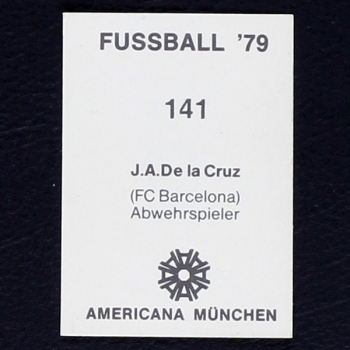 FUSSBALL '79
141
J.A.De la Cruz
(FC Barcelona)
Abwehrspieler
AMERICANA MÜNCHEN